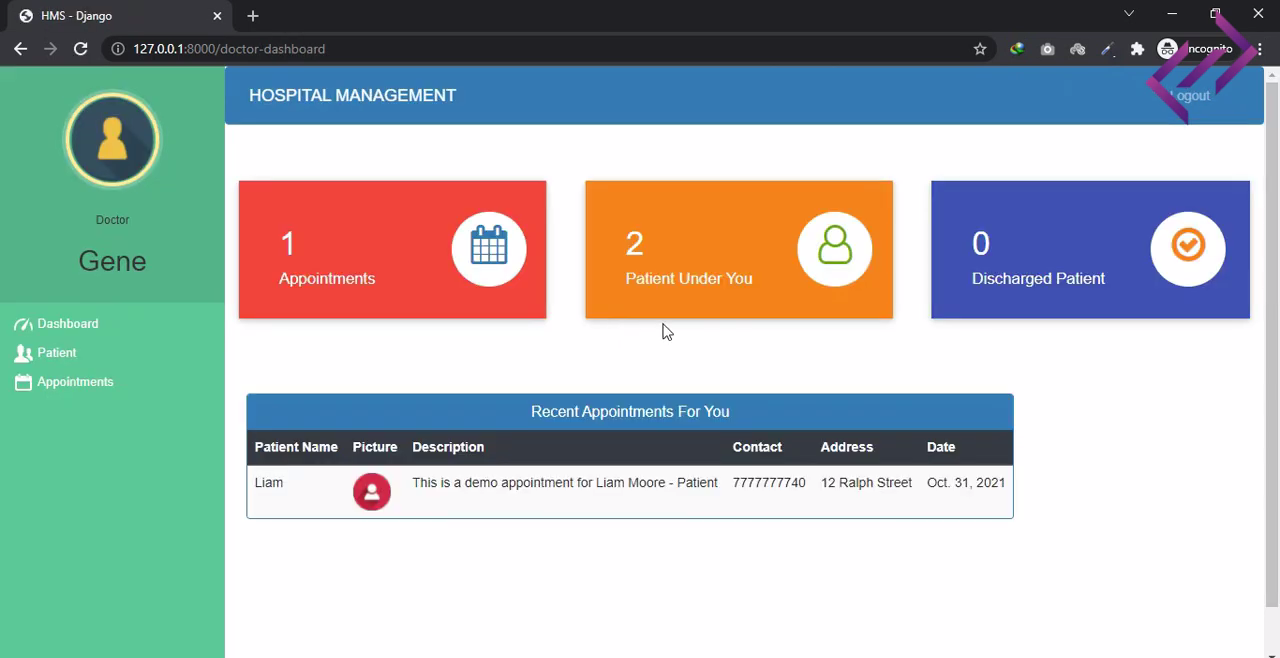 HMS - Django
127.0.0.1:8000/doctor-dashboard
Incognito
HOSPITAL MANAGEMENT
Logout
Doctor
Gene
Dashboard
Patient
Appointments
1
Appointments
2
Patient Under You
0
Discharged Patient
Recent Appointments For You
Patient Name Picture Description Contact Address Date
Liam This is a demo appointment for Liam Moore - Patient 7777777740 12 Ralph Street Oct. 31, 2021